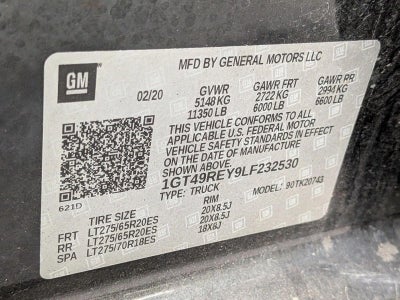 GM
MFD BY GENERAL MOTORS LLC
02/20 GVWR GAWR FRT GAWR RR
5148 KG 2722 KG 2994 KG
11350 LB 6000 LB 6600 LB
THIS VEHICLE CONFORMS TO ALL
APPLICABLE U.S. FEDERAL MOTOR
VEHICLE SAFETY STANDARDS IN
EFFECT ON THE DATE OF MANUFACTURE
SHOWN ABOVE.
1GT49REY9LF232530
TYPE: TRUCK MODEL: 90TK20743
621D
TIRE SIZE RIM
FRT LT275/65R20ES 20X8.5J
RR LT275/65R20ES 20X8.5J
SPA LT275/70R18ES 18X8J